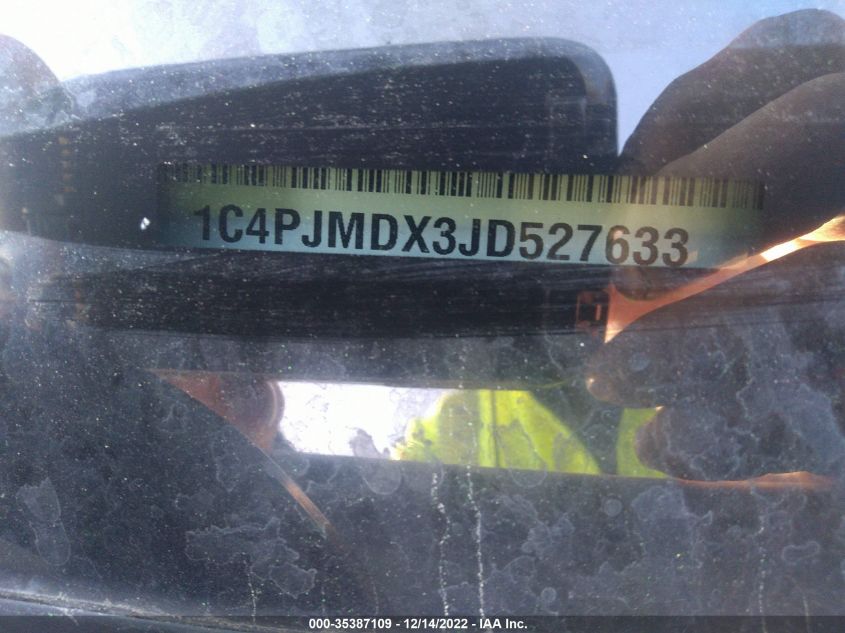 1C4PJMDX3JD527633
000-35387109 - 12/14/2022 - IAA Inc.